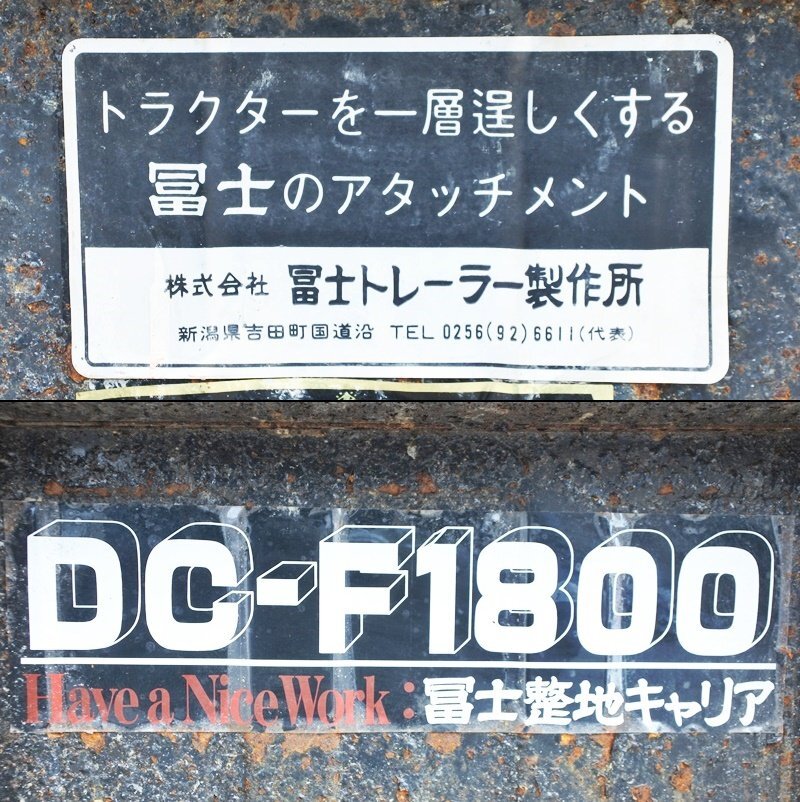 トラクターを一層逞しくする
冨士のアタッチメント
株式会社 冨士トレーラー製作所
新潟県吉田町国道沿 TEL 0256(92)6611(代表)
DC-F1800
Have a Nice Work:冨士整地キャリア